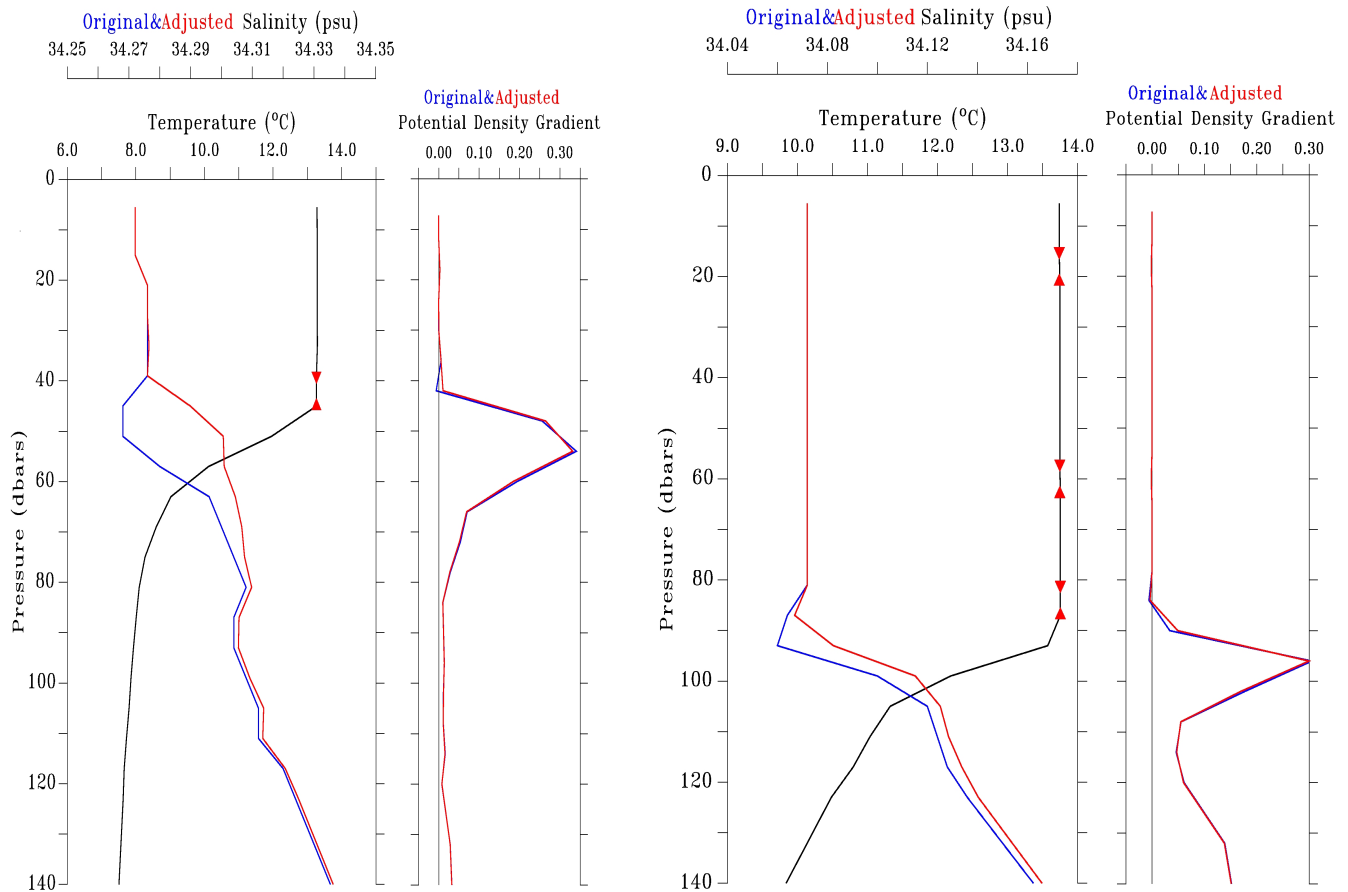 Original&Adjusted Salinity (psu)
34.25 34.27 34.29 34.31 34.33 34.35
Temperature (°C)
6.0 8.0 10.0 12.0 14.0
0
20
40
60
80
100
120
140
Pressure (dbars)
Original&Adjusted
Potential Density Gradient
0.00 0.10 0.20 0.30
Original&Adjusted Salinity (psu)
34.04 34.08 34.12 34.16
Temperature (°C)
9.0 10.0 11.0 12.0 13.0 14.0
0
20
40
60
80
100
120
140
Pressure (dbars)
Original&Adjusted
Potential Density Gradient
0.00 0.10 0.20 0.30